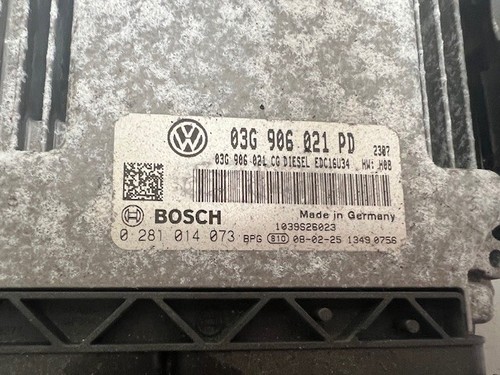 03G 906 021 PD 2307
03G 906 021 CG DIESEL EDC16U34 HW: H08
BOSCH Made in Germany
1039S26023
0 281 014 073 BPG 810 08-02-25 1349 0756